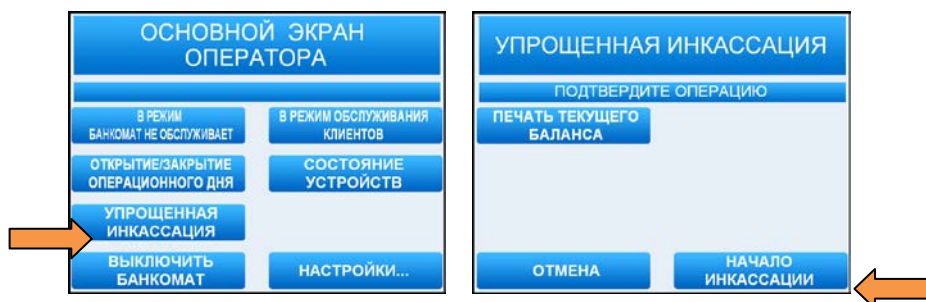 ОСНОВНОЙ ЭКРАН
ОПЕРАТОРА
В РЕЖИМ
БАНКОМАТ НЕ ОБСЛУЖИВАЕТ
В РЕЖИМ ОБСЛУЖИВАНИЯ
КЛИЕНТОВ
ОТКРЫТИЕ/ЗАКРЫТИЕ
ОПЕРАЦИОННОГО ДНЯ
СОСТОЯНИЕ
УСТРОЙСТВ
УПРОЩЕННАЯ
ИНКАССАЦИЯ
ВЫКЛЮЧИТЬ
БАНКОМАТ
НАСТРОЙКИ...
УПРОЩЕННАЯ ИНКАССАЦИЯ
ПОДТВЕРДИТЕ ОПЕРАЦИЮ
ПЕЧАТЬ ТЕКУЩЕГО
БАЛАНСА
ОТМЕНА
НАЧАЛО
ИНКАССАЦИИ